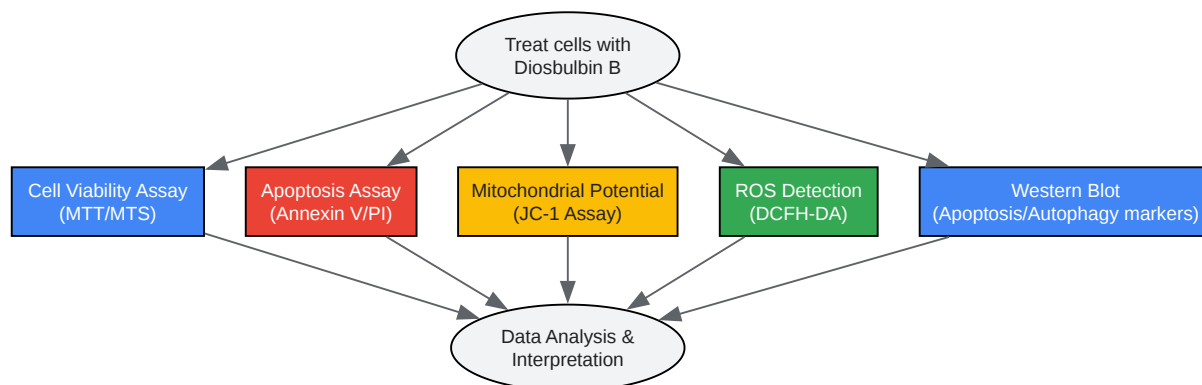 Treat cells with
Diosbulbin B
Cell Viability Assay
(MTT/MTS)
Apoptosis Assay
(Annexin V/PI)
Mitochondrial Potential
(JC-1 Assay)
ROS Detection
(DCFH-DA)
Western Blot
(Apoptosis/Autophagy markers)
Data Analysis &
Interpretation